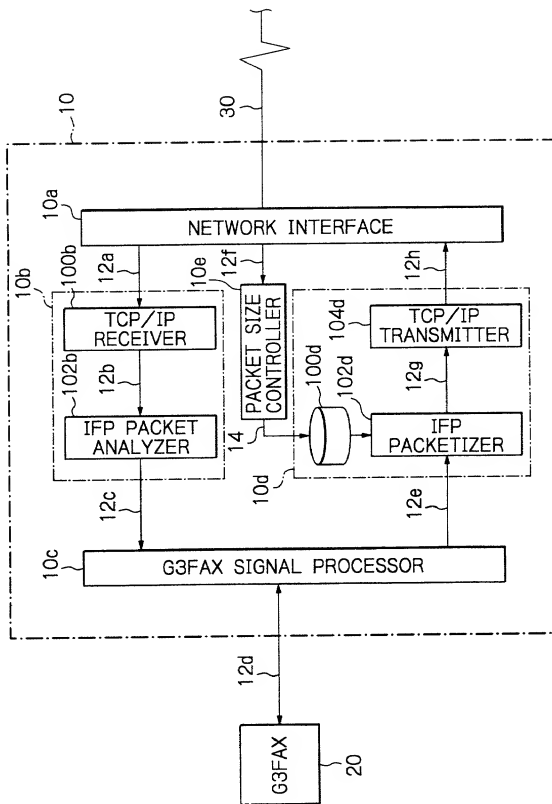 10
10a
NETWORK INTERFACE
30
12a
12f
12h
10b
100b
TCP/IP
RECEIVER
10e
PACKET SIZE
CONTROLLER
TCP/IP
TRANSMITTER
104d
102b
12b
12g
IFP PACKET
ANALYZER
14
100d
102d
IFP
PACKETIZER
10d
12c
12e
10c
G3FAX SIGNAL PROCESSOR
12d
G3FAX
20